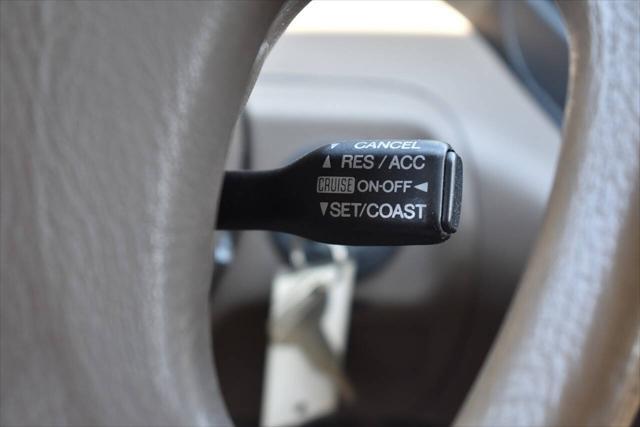 ▼ CANCEL
▲ RES/ACC
CRUISE ON-OFF ◄
▼SET/COAST